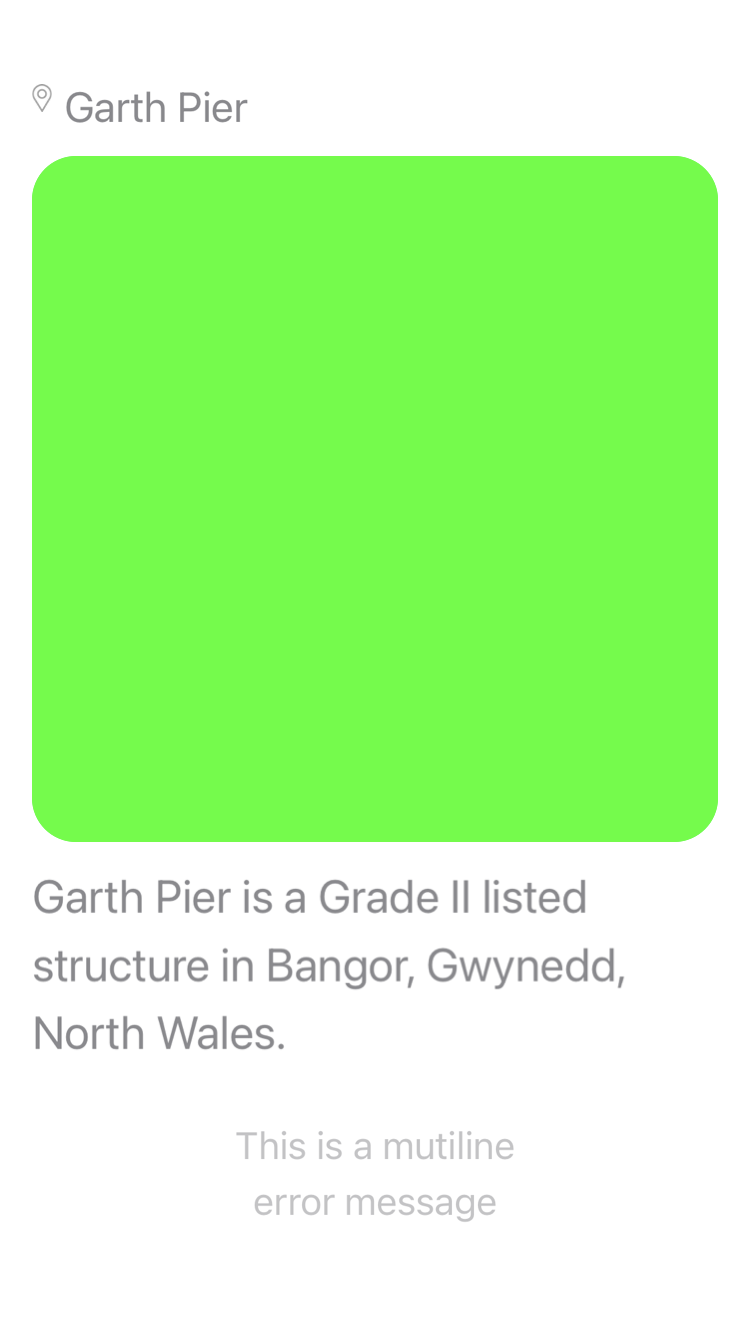 Garth Pier
Garth Pier is a Grade II listed
structure in Bangor, Gwynedd,
North Wales.
This is a mutiline
error message